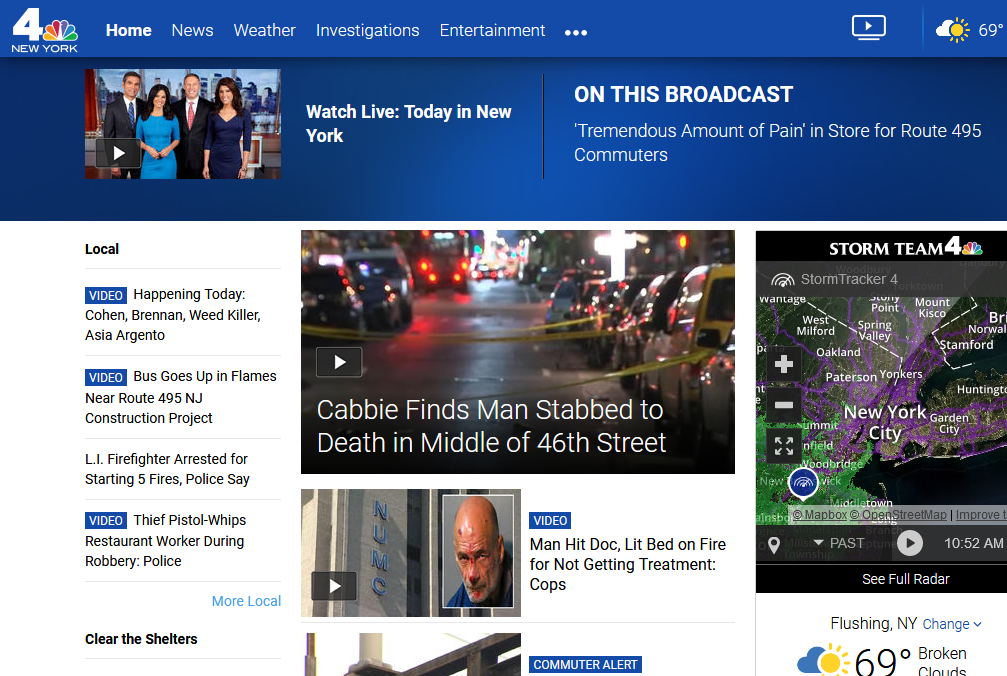 4
NEW YORK
Home News Weather Investigations Entertainment
69°
Watch Live: Today in New
York
ON THIS BROADCAST
'Tremendous Amount of Pain' in Store for Route 495
Commuters
Local
VIDEO Happening Today:
Cohen, Brennan, Weed Killer,
Asia Argento
VIDEO Bus Goes Up in Flames
Near Route 495 NJ
Construction Project
L.I. Firefighter Arrested for
Starting 5 Fires, Police Say
VIDEO Thief Pistol-Whips
Restaurant Worker During
Robbery: Police
More Local
Clear the Shelters
Cabbie Finds Man Stabbed to
Death in Middle of 46th Street
NUMC
VIDEO
Man Hit Doc, Lit Bed on Fire
for Not Getting Treatment:
Cops
COMMUTER ALERT
STORM TEAM 4
StormTracker 4
Yorktown
Wantage
Stony
Point
Mount
Kisco
West
Milford
Spring
Valley
Norwal
Stamford
Oakland
Paterson
Yonkers
Huntingto
New York
City
Garden
City
Summit
nfield
Woodbridge
New
wick
Middletown
Long
© Mapbox © OpenStreetMap | Improve t
PAST
10:52 AM
See Full Radar
Flushing, NY Change
69° Broken
Clouds